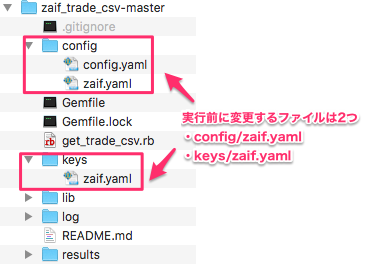 zaif_trade_csv-master
.gitignore
config
config.yaml
zaif.yaml
Gemfile
Gemfile.lock
get_trade_csv.rb
keys
zaif.yaml
lib
log
README.md
results
実行前に変更するファイルは2つ
・config/zaif.yaml
・keys/zaif.yaml